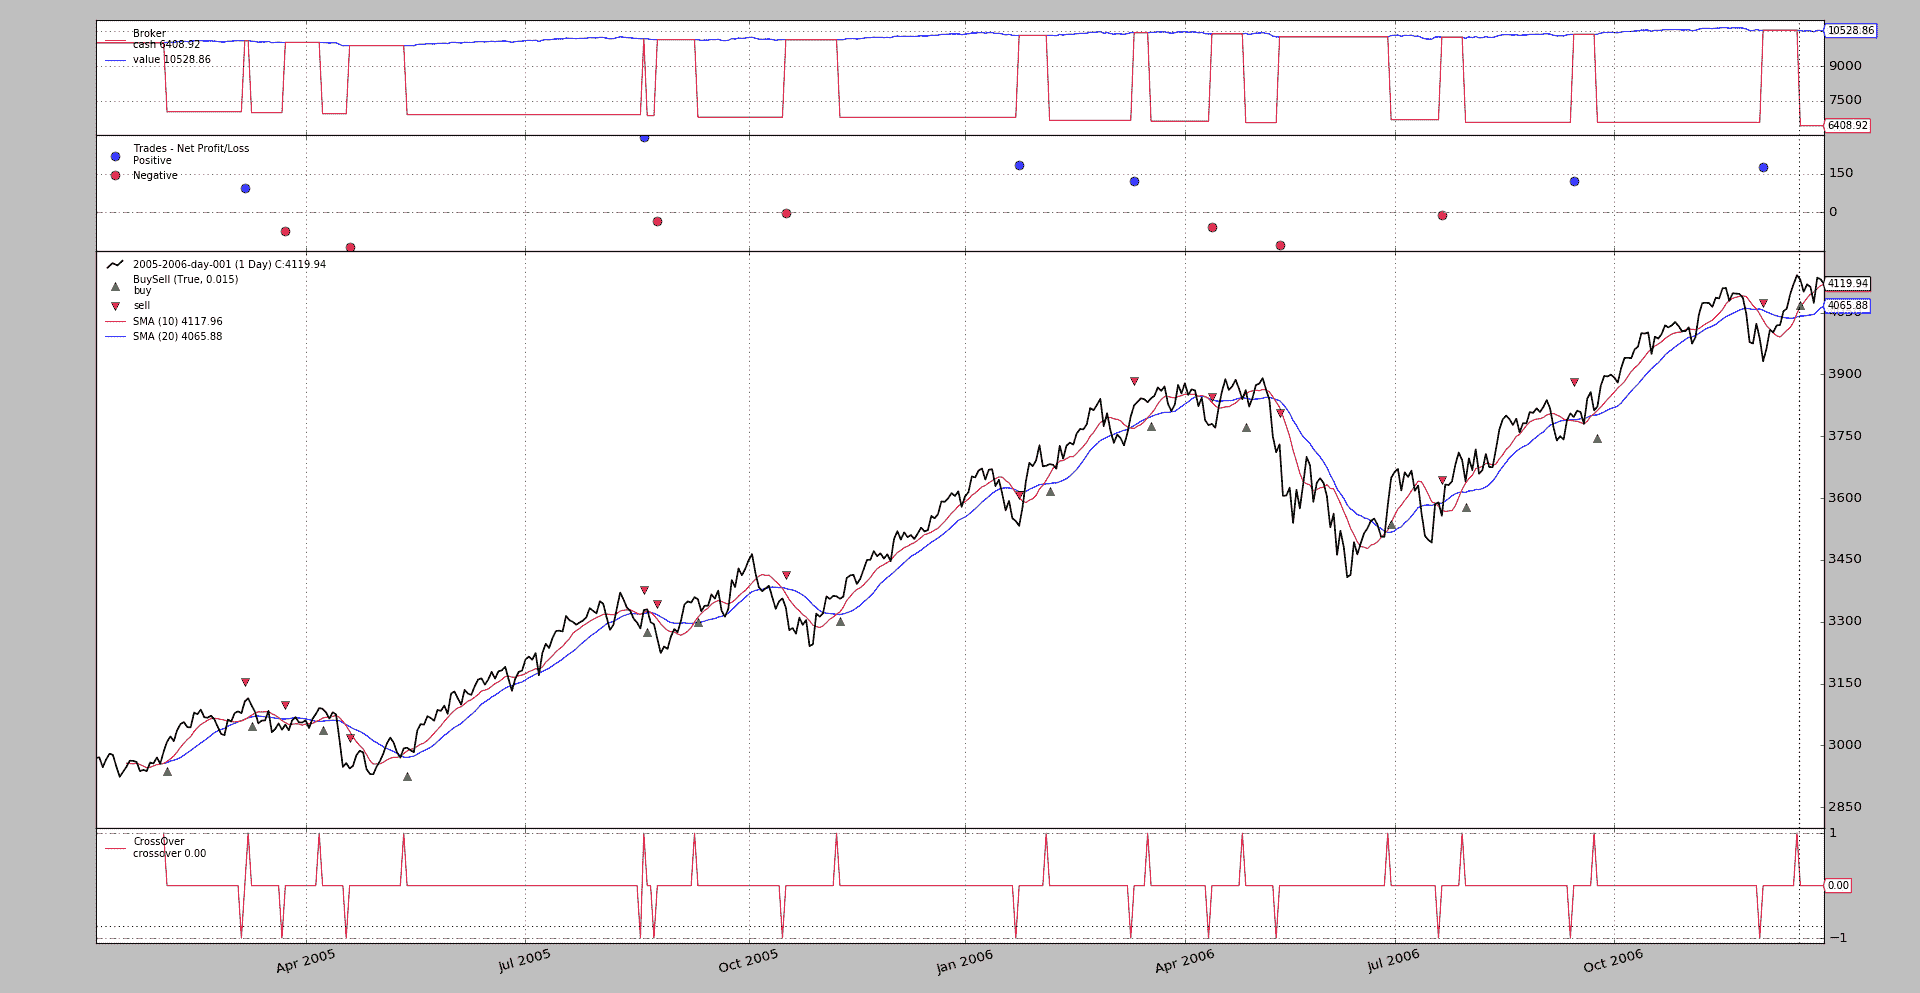 Broker
cash 6408.92
value 10528.86
10528.86
9000
7500
6408.92
Trades - Net Profit/Loss
Positive
Negative
150
0
2005-2006-day-001 (1 Day) C:4119.94
BuySell (True, 0.015)
buy
sell
SMA (10) 4117.96
SMA (20) 4065.88
4119.94
4065.88
3900
3750
3600
3450
3300
3150
3000
2850
CrossOver
crossover 0.00
1
0.00
−1
Apr 2005
Jul 2005
Oct 2005
Jan 2006
Apr 2006
Jul 2006
Oct 2006